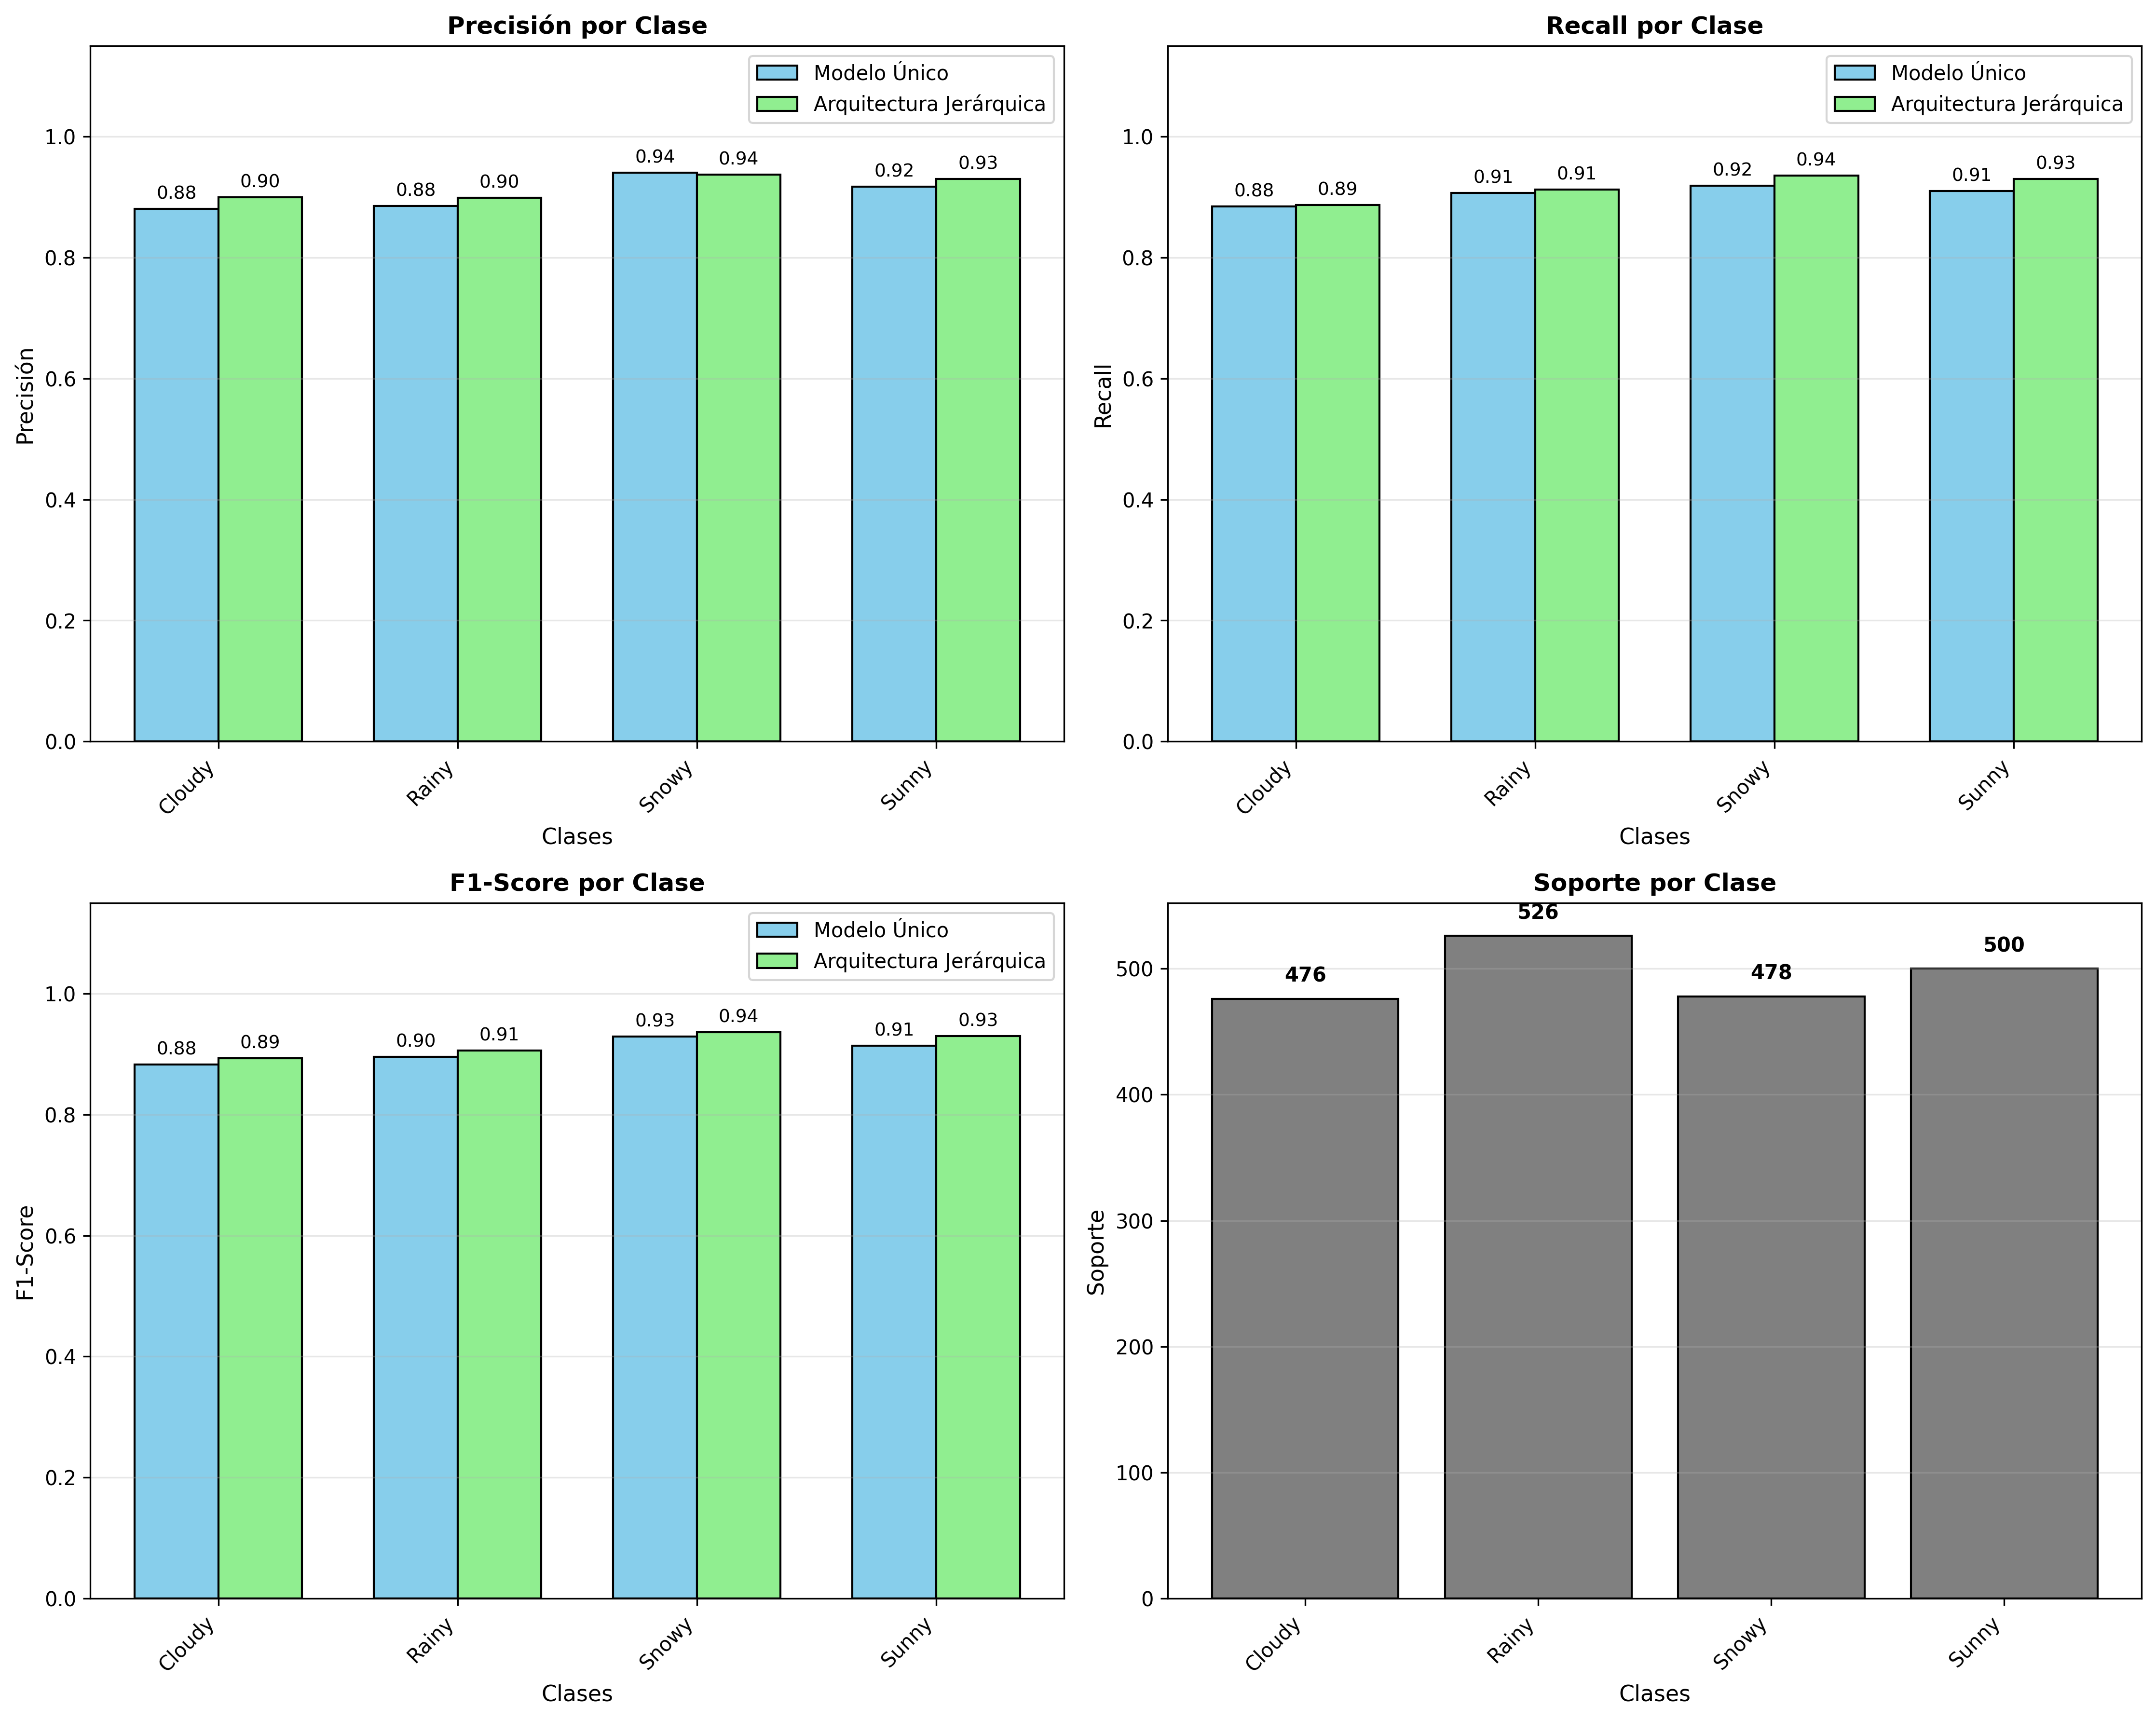 Precisión por Clase
Modelo Único
Arquitectura Jerárquica
Precisión
1.0
0.8
0.6
0.4
0.2
0.0
0.88
0.90
0.88
0.90
0.94
0.94
0.92
0.93
Cloudy
Rainy
Snowy
Sunny
Clases
Recall por Clase
Modelo Único
Arquitectura Jerárquica
Recall
1.0
0.8
0.6
0.4
0.2
0.0
0.88
0.89
0.91
0.91
0.92
0.94
0.91
0.93
Cloudy
Rainy
Snowy
Sunny
Clases
F1-Score por Clase
Modelo Único
Arquitectura Jerárquica
F1-Score
1.0
0.8
0.6
0.4
0.2
0.0
0.88
0.89
0.90
0.91
0.93
0.94
0.91
0.93
Cloudy
Rainy
Snowy
Sunny
Clases
Soporte por Clase
Soporte
500
400
300
200
100
0
476
526
478
500
Cloudy
Rainy
Snowy
Sunny
Clases